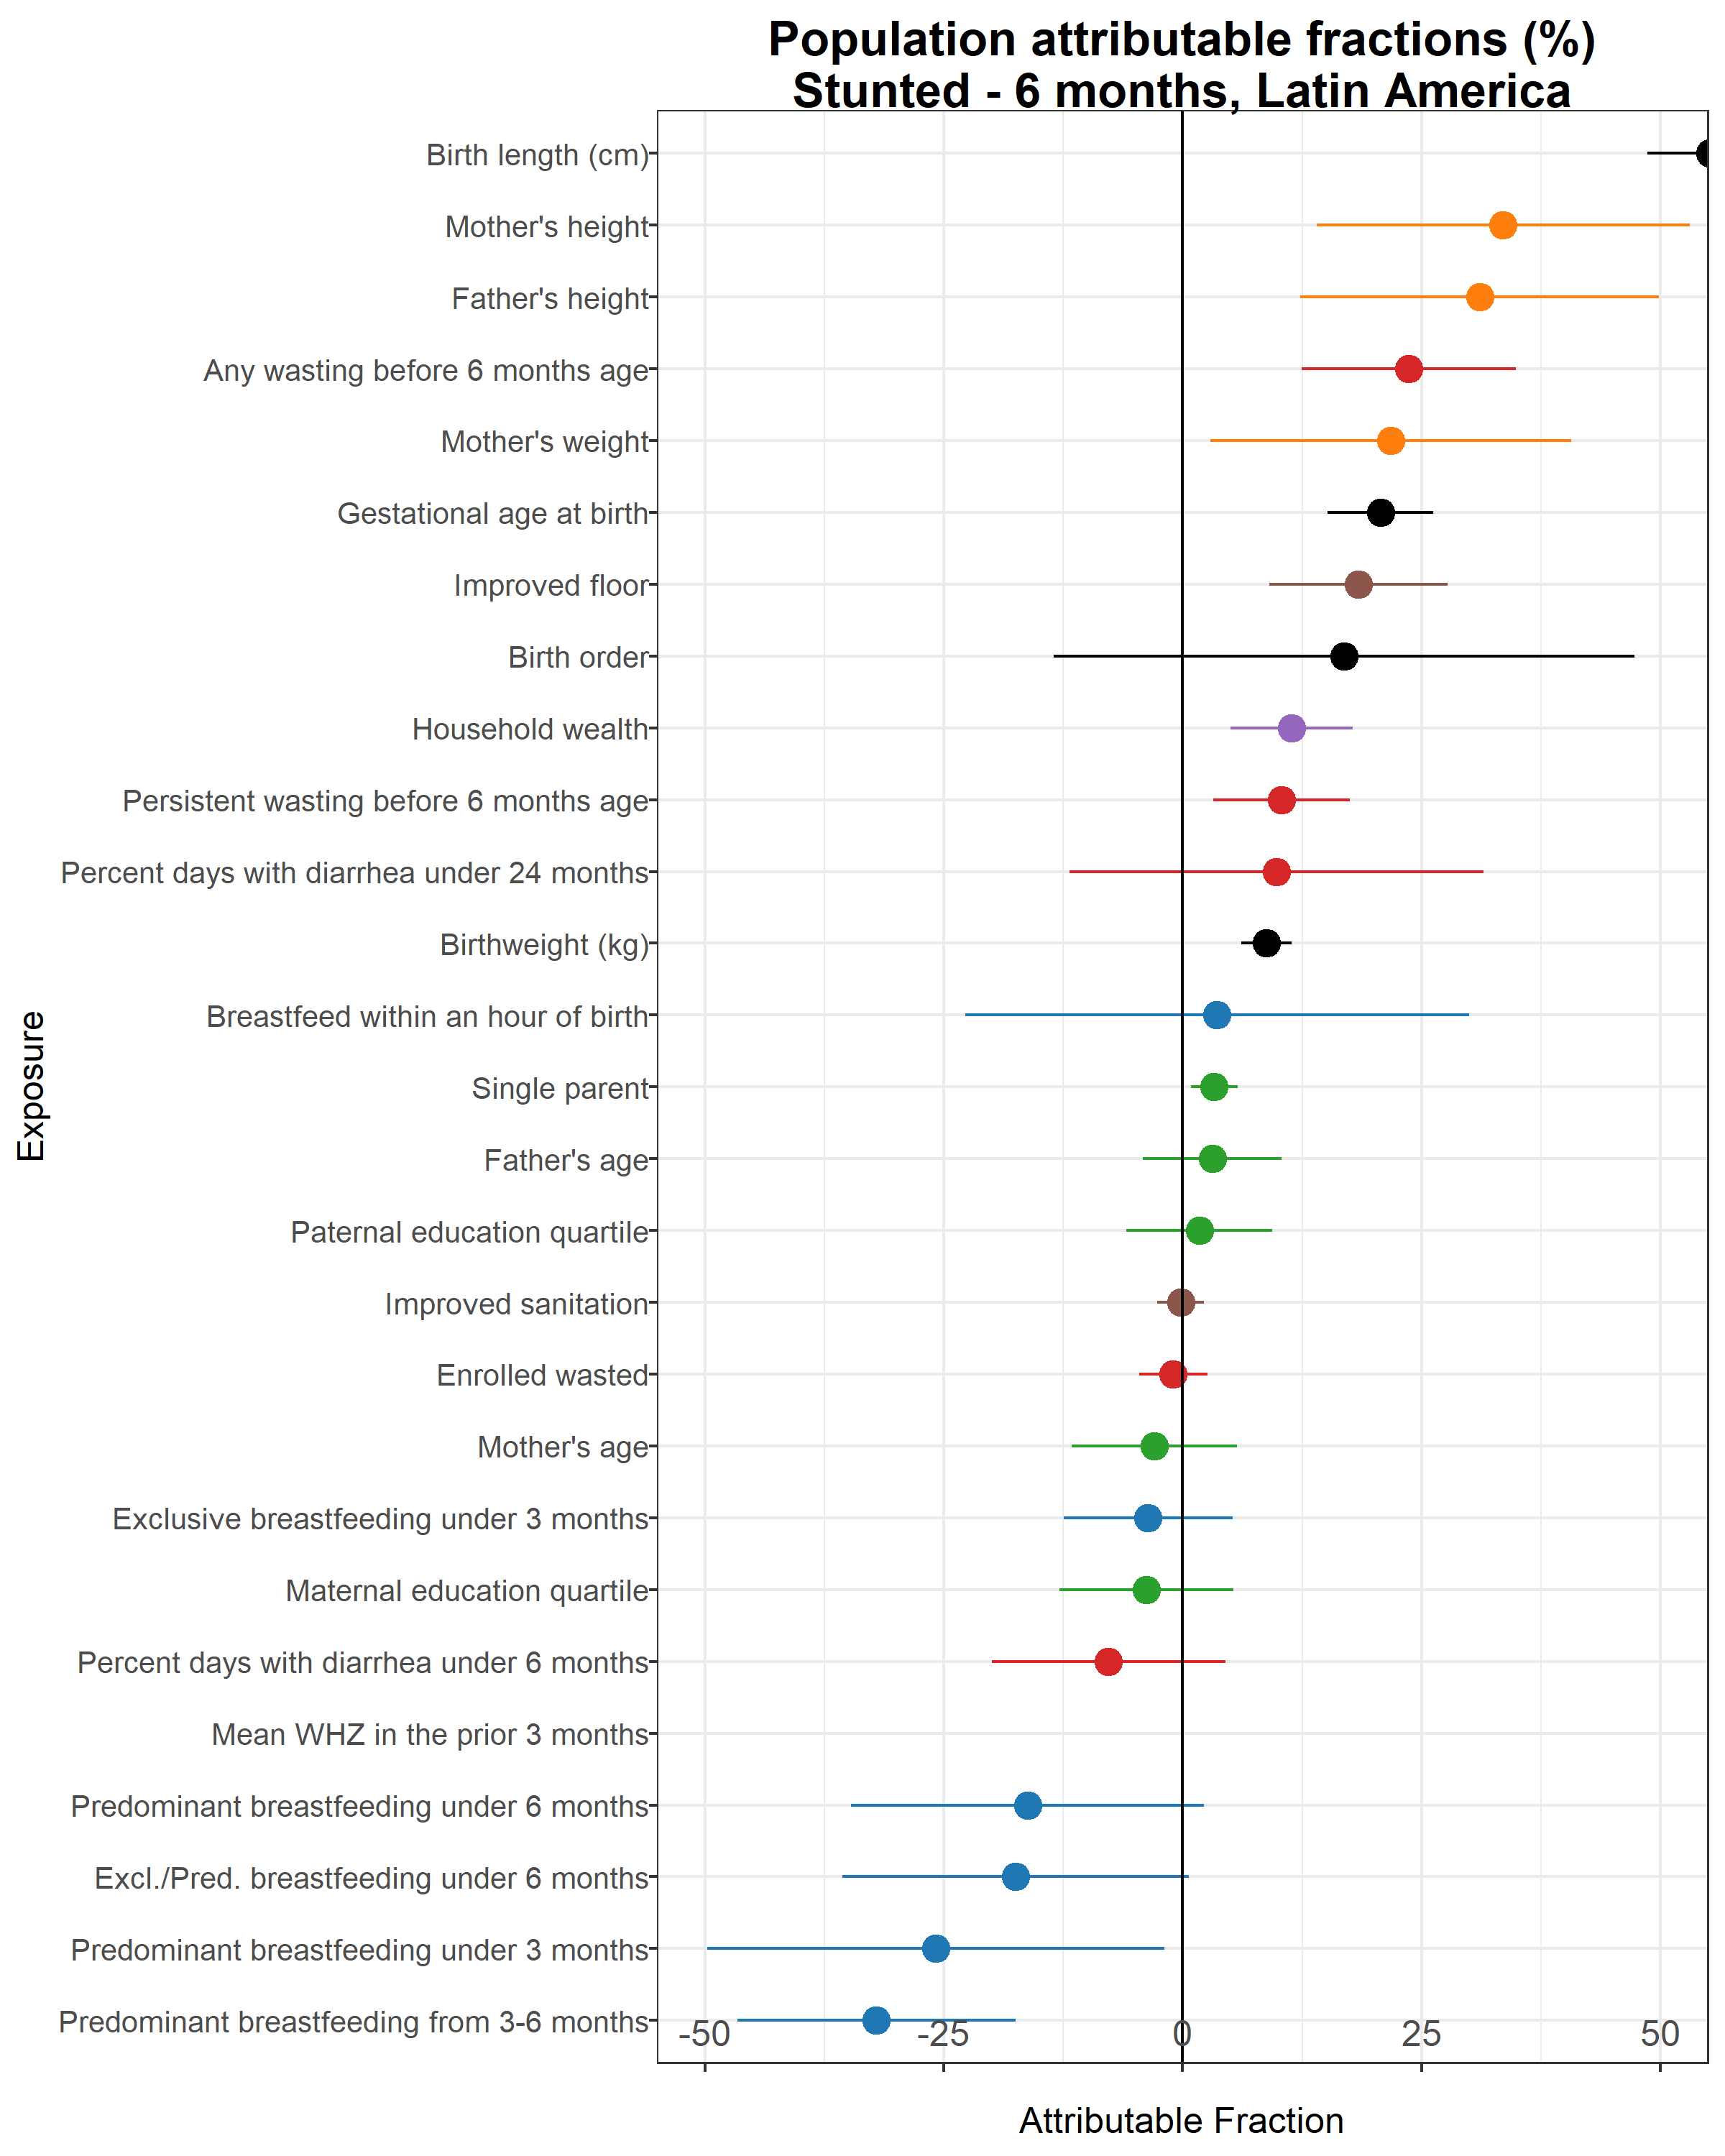 Population attributable fractions (%)
Stunted - 6 months, Latin America
Birth length (cm)
Mother's height
Father's height
Any wasting before 6 months age
Mother's weight
Gestational age at birth
Improved floor
Birth order
Household wealth
Persistent wasting before 6 months age
Percent days with diarrhea under 24 months
Birthweight (kg)
Breastfeed within an hour of birth
Single parent
Father's age
Paternal education quartile
Improved sanitation
Enrolled wasted
Mother's age
Exclusive breastfeeding under 3 months
Maternal education quartile
Percent days with diarrhea under 6 months
Mean WHZ in the prior 3 months
Predominant breastfeeding under 6 months
Excl./Pred. breastfeeding under 6 months
Predominant breastfeeding under 3 months
Predominant breastfeeding from 3-6 months
Exposure
-50 -25 0 25 50
Attributable Fraction